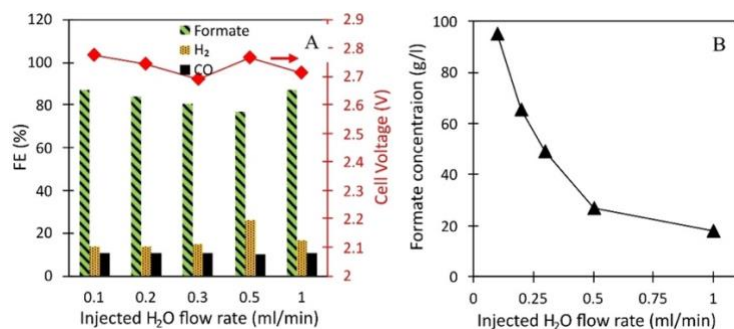 A
Formate
H₂
CO
FE (%)
120
100
80
60
40
20
0
Cell Voltage (V)
2.9
2.8
2.7
2.6
2.5
2.4
2.3
2.2
2.1
2
0.1 0.2 0.3 0.5 1
Injected H₂O flow rate (ml/min)
B
Formate concentraion (g/l)
100
80
60
40
20
0
0 0.25 0.5 0.75 1
Injected H₂O flow rate (ml/min)